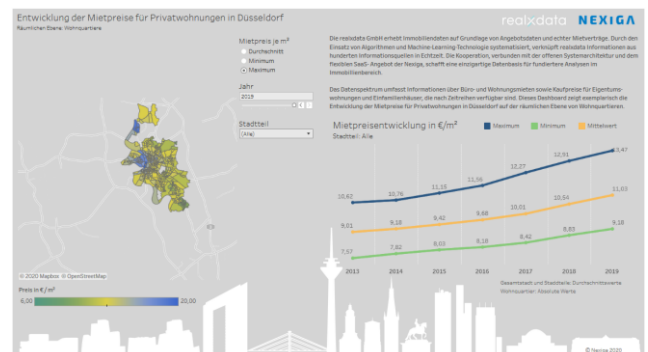 Entwicklung der Mietpreise für Privatwohnungen in Düsseldorf
Räumlichen Ebene: Wohnquartiere
realxdata NEXIGA
Mietpreis je m²
Durchschnitt
Minimum
Maximum
Jahr
2019
Stadtteil
(Alle)
Die realxdata GmbH erhebt Immobiliendaten auf Grundlage von Angebotsdaten und echter Mietverträge. Durch den
Einsatz von Algorithmen und Machine-Learning-Technologie systematisiert, verknüpft realxdata Informationen aus
hunderten Informationsquellen in Echtzeit. Die Kooperation, verbunden mit der offenen Systemarchitektur und dem
flexiblen SaaS- Angebot der Nexiga, schafft eine einzigartige Datenbasis für fundiertere Analysen im
Immobilienbereich.
Das Datenspektrum umfasst Informationen über Büro- und Wohnungsmieten sowie Kaufpreise für Eigentums-
wohnungen und Einfamilienhäuser, die nach Zeitreihen verfügbar sind. Dieses Dashboard zeigt exemplarisch die
Entwicklung der Mietpreise für Privatwohnungen in Düsseldorf auf der räumlichen Ebene von Wohnquartieren.
Mietpreisentwicklung in €/m²
Stadtteil: Alle
Maximum Minimum Mittelwert
10,62 10,76 11,15 11,56 12,27 12,91 13,47
9,01 9,18 9,42 9,68 10,01 10,54 11,03
7,57 7,82 8,03 8,18 8,42 8,83 9,18
2013 2014 2015 2016 2017 2018 2019
© 2020 Mapbox © OpenStreetMap
Preis in € / m²
6,00 20,00
Gesamtstadt und Stadtteile: Durchschnittswerte
Wohnquartier: Absolute Werte
© Nexiga 2020